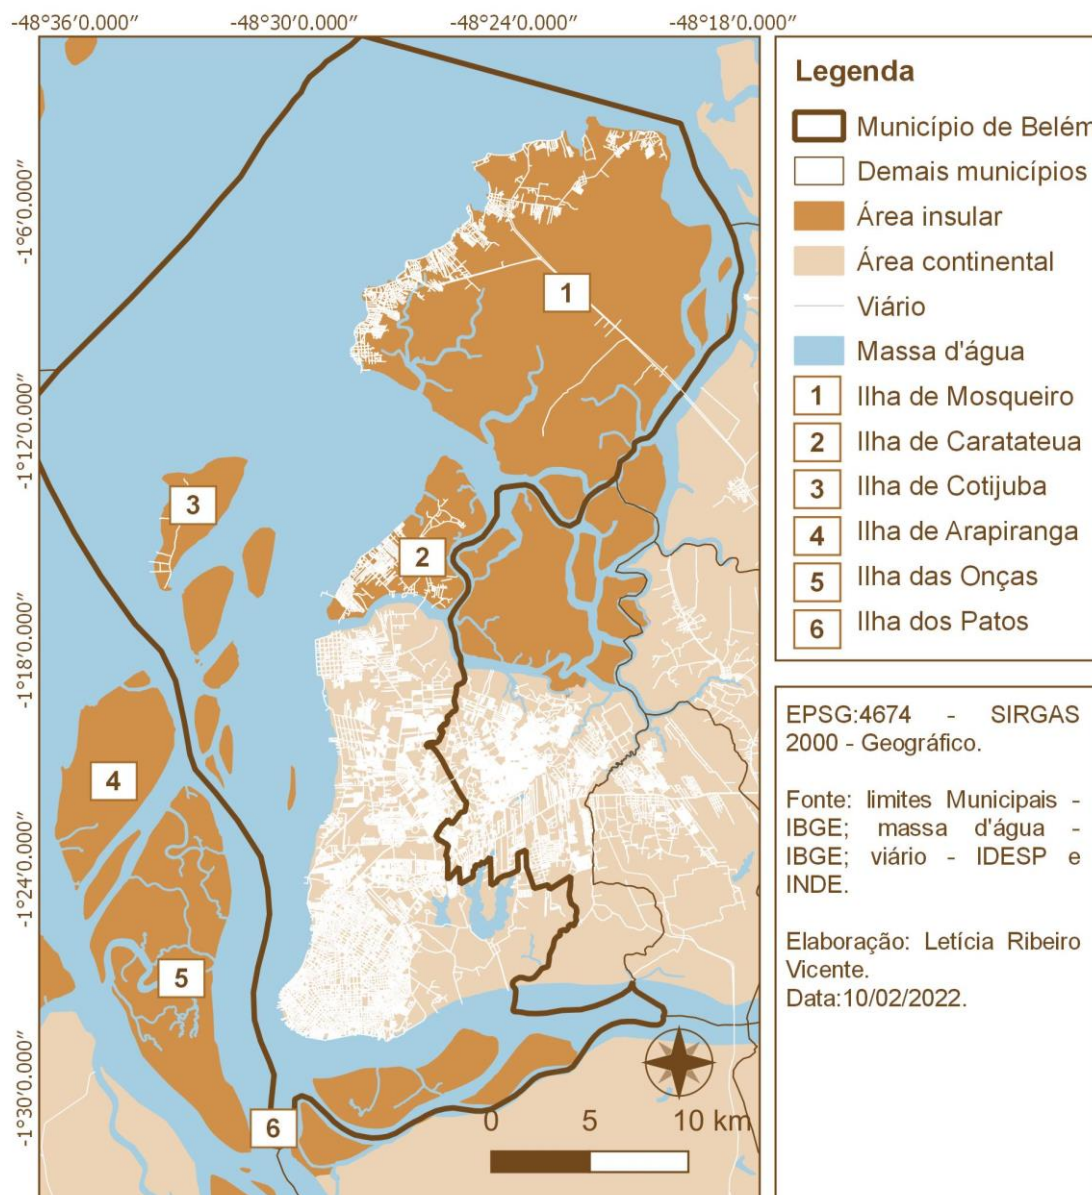 -48°36'0.000″ -48°30'0.000″ -48°24'0.000″ -48°18'0.000″
-1°6'0.000″
-1°12'0.000″
-1°18'0.000″
-1°24'0.000″
-1°30'0.000″
1
2
3
4
5
6
0 5 10 km
Legenda
Município de Belém
Demais municípios
Área insular
Área continental
Viário
Massa d'água
1 Ilha de Mosqueiro
2 Ilha de Caratateua
3 Ilha de Cotijuba
4 Ilha de Arapiranga
5 Ilha das Onças
6 Ilha dos Patos
EPSG:4674 - SIRGAS
2000 - Geográfico.
Fonte: limites Municipais -
IBGE; massa d'água -
IBGE; viário - IDESP e
INDE.
Elaboração: Letícia Ribeiro
Vicente.
Data:10/02/2022.